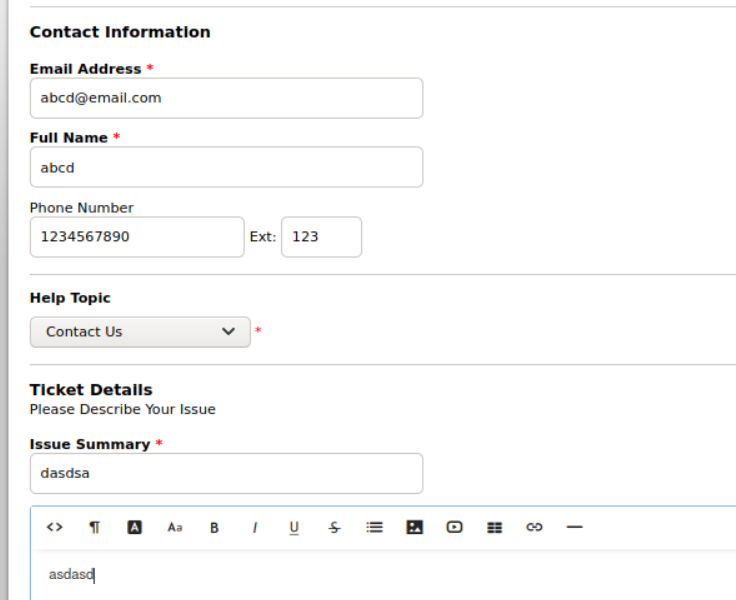 Contact Information
Email Address *
abcd@email.com
Full Name *
abcd
Phone Number
1234567890 Ext: 123
Help Topic
Contact Us *
Ticket Details
Please Describe Your Issue
Issue Summary *
dasdsa
<> ¶ A Aa B I U S
asdasd